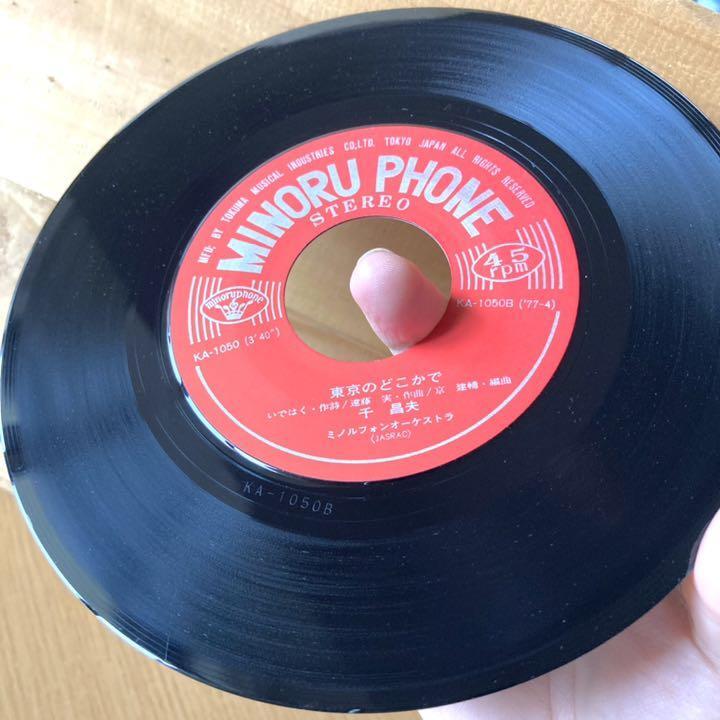 MFD. BY TOKUMA MUSICAL INDUSTRIES CO,LTD. TOKYO JAPAN ALL RIGHTS RESERVED
MINORU PHONE
STEREO
minoruphone
45 rpm
KA-1050 (3'40")
KA-1050B ('77-4)
東京のどこかで
いではく・作詩/遠藤 実・作曲/京 建輔・編曲
千 昌夫
ミノルフォンオーケストラ
(JASRAC)
KA-1050B